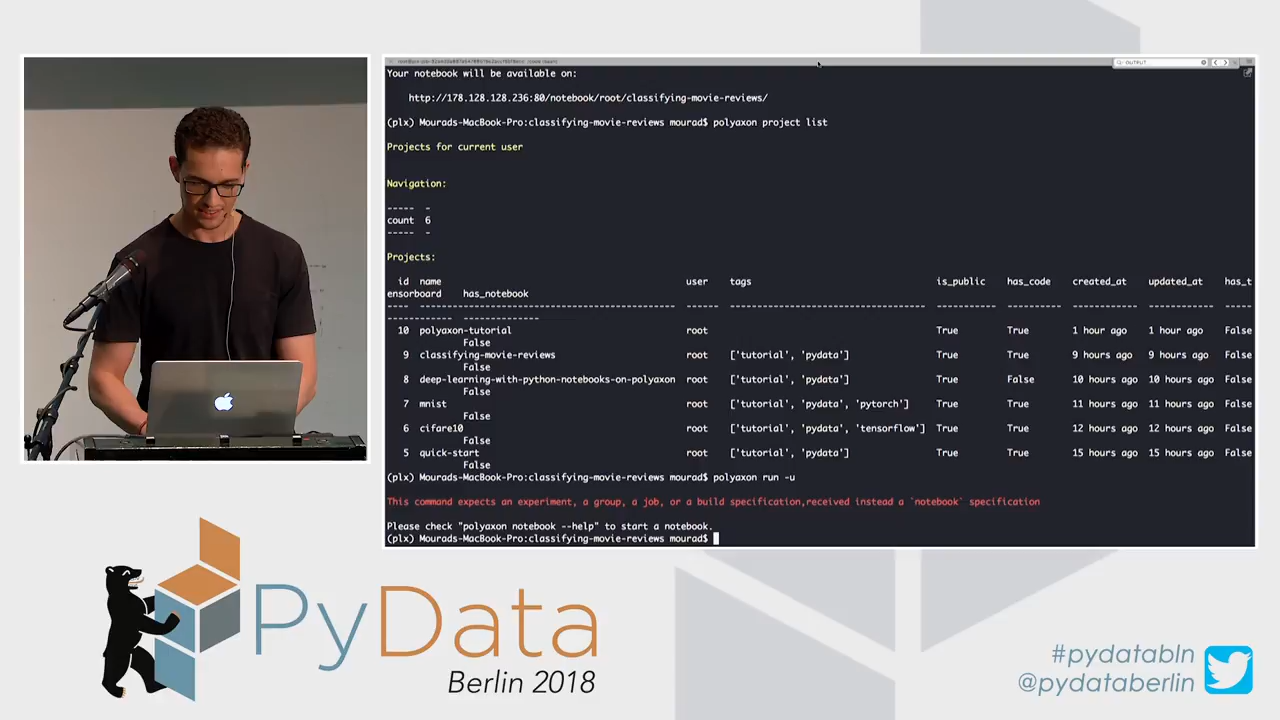 OUTPUT
Your notebook will be available on:
http://178.128.128.236:80/notebook/root/classifying-movie-reviews/
(plx) Mourads-MacBook-Pro:classifying-movie-reviews mourad$ polyaxon project list
Projects for current user
Navigation:
----- -
count 6
----- -
Projects:
id name user tags is_public has_code created_at updated_at has_t
ensorboard has_notebook
10 polyaxon-tutorial root True True 1 hour ago 1 hour ago False
False
9 classifying-movie-reviews root ['tutorial', 'pydata'] True True 9 hours ago 9 hours ago False
False
8 deep-learning-with-python-notebooks-on-polyaxon root ['tutorial', 'pydata'] True False 10 hours ago 10 hours ago False
False
7 mnist root ['tutorial', 'pydata', 'pytorch'] True True 11 hours ago 11 hours ago False
False
6 cifare10 root ['tutorial', 'pydata', 'tensorflow'] True True 12 hours ago 12 hours ago False
False
5 quick-start root ['tutorial', 'pydata'] True True 15 hours ago 15 hours ago False
False
(plx) Mourads-MacBook-Pro:classifying-movie-reviews mourad$ polyaxon run -u
This command expects an experiment, a group, a job, or a build specification,received instead a `notebook` specification
Please check "polyaxon notebook --help" to start a notebook.
(plx) Mourads-MacBook-Pro:classifying-movie-reviews mourad$
PyData
Berlin 2018
#pydatabln
@pydataberlin